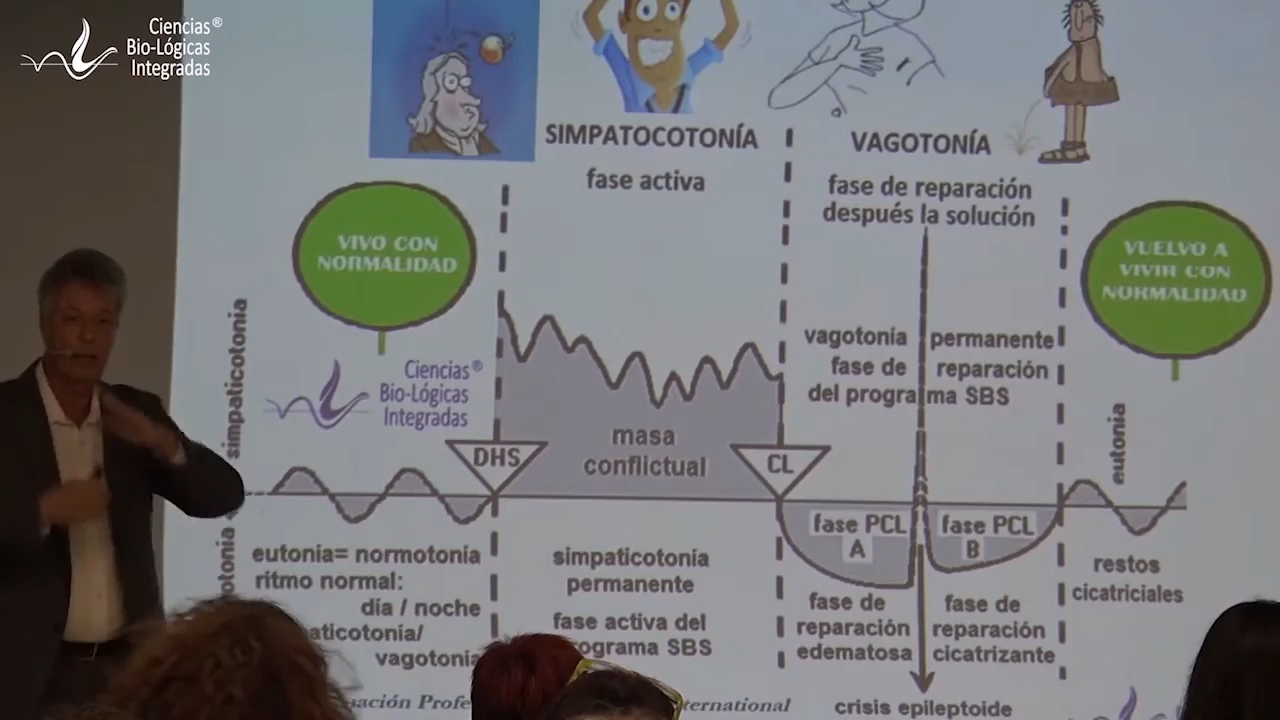 Ciencias®
Bio-Lógicas
Integradas
SIMPATOCOTONÍA
fase activa
VAGOTONÍA
fase de reparación
después la solución
VIVO CON
NORMALIDAD
VUELVO A
VIVIR CON
NORMALIDAD
simpaticotonia
vagotonia permanente
fase de reparación
del programa SBS
Ciencias®
Bio-Lógicas
Integradas
masa
conflictual
DHS
CL
eutonia
fase PCL
A
fase PCL
B
eutonia= normotonia
ritmo normal:
día / noche
vagotonia
simpaticotonia
permanente
fase activa del
SBS
fase de
reparación
edematosa
fase de
reparación
cicatrizante
restos
cicatriciales
crisis epileptoide